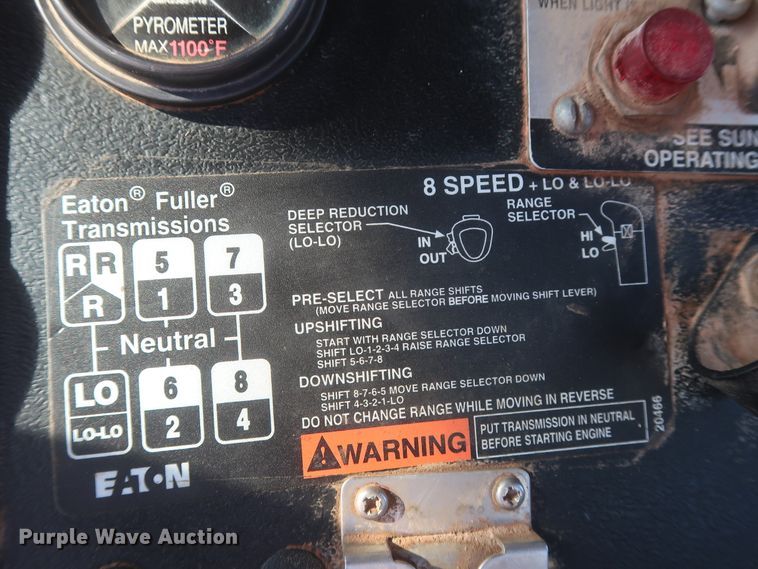 PYROMETER
MAX 1100°F
WHEN LIGHT IS
SEE SUN
OPERATING
8 SPEED + LO & LO-LO
Eaton® Fuller®
Transmissions
DEEP REDUCTION
SELECTOR
(LO-LO)
IN
OUT
RANGE
SELECTOR
HI
LO
R R 5 7
R 1 3
Neutral
LO 6 8
LO-LO 2 4
PRE-SELECT ALL RANGE SHIFTS
(MOVE RANGE SELECTOR BEFORE MOVING SHIFT LEVER)
UPSHIFTING
START WITH RANGE SELECTOR DOWN
SHIFT LO-1-2-3-4 RAISE RANGE SELECTOR
SHIFT 5-6-7-8
DOWNSHIFTING
SHIFT 8-7-6-5 MOVE RANGE SELECTOR DOWN
SHIFT 4-3-2-1-LO
DO NOT CHANGE RANGE WHILE MOVING IN REVERSE
WARNING
PUT TRANSMISSION IN NEUTRAL
BEFORE STARTING ENGINE
20466
EATON
Purple Wave Auction